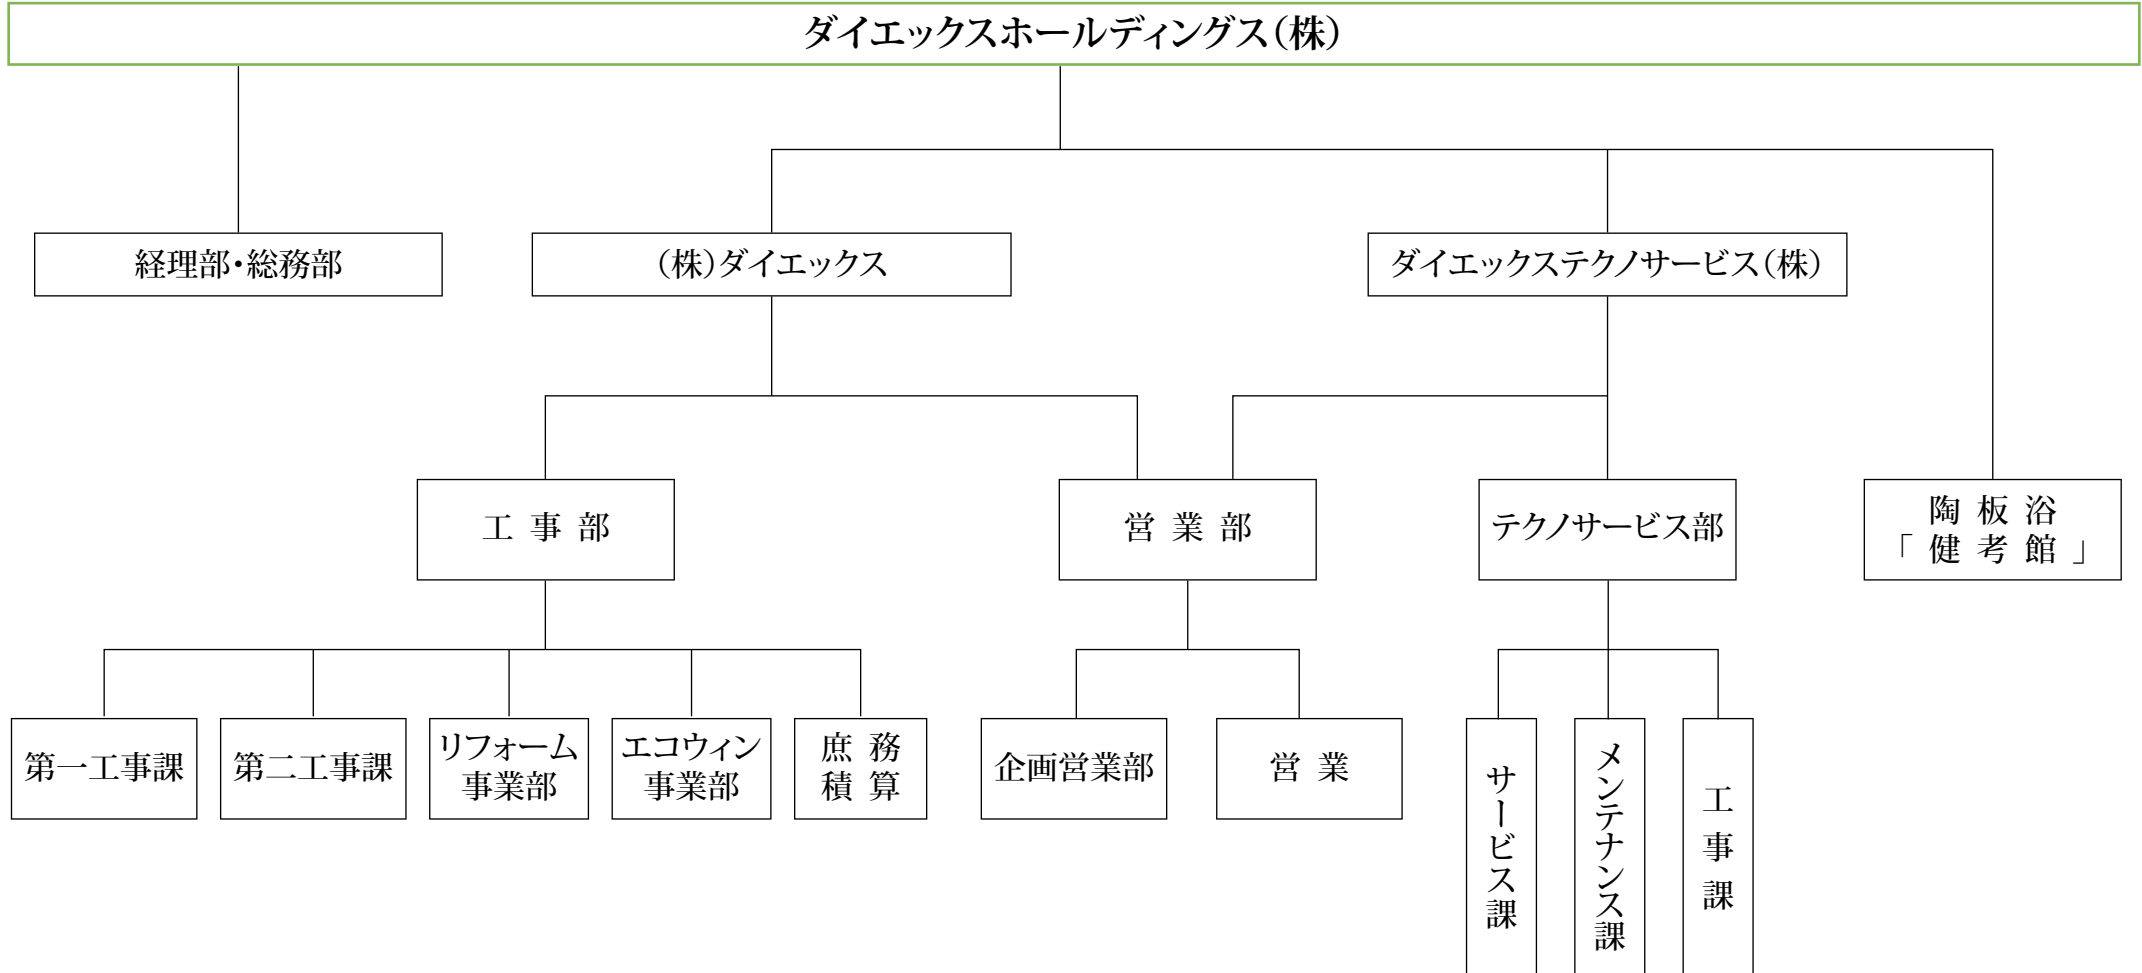 ダイエックスホールディングス(株)
経理部・総務部
(株)ダイエックス
ダイエックステクノサービス(株)
工事部
営業部
テクノサービス部
陶板浴
「健考館」
第一工事課
第二工事課
リフォーム
事業部
エコウィン
事業部
庶務
積算
企画営業部
営業
サービス課
メンテナンス課
工事課